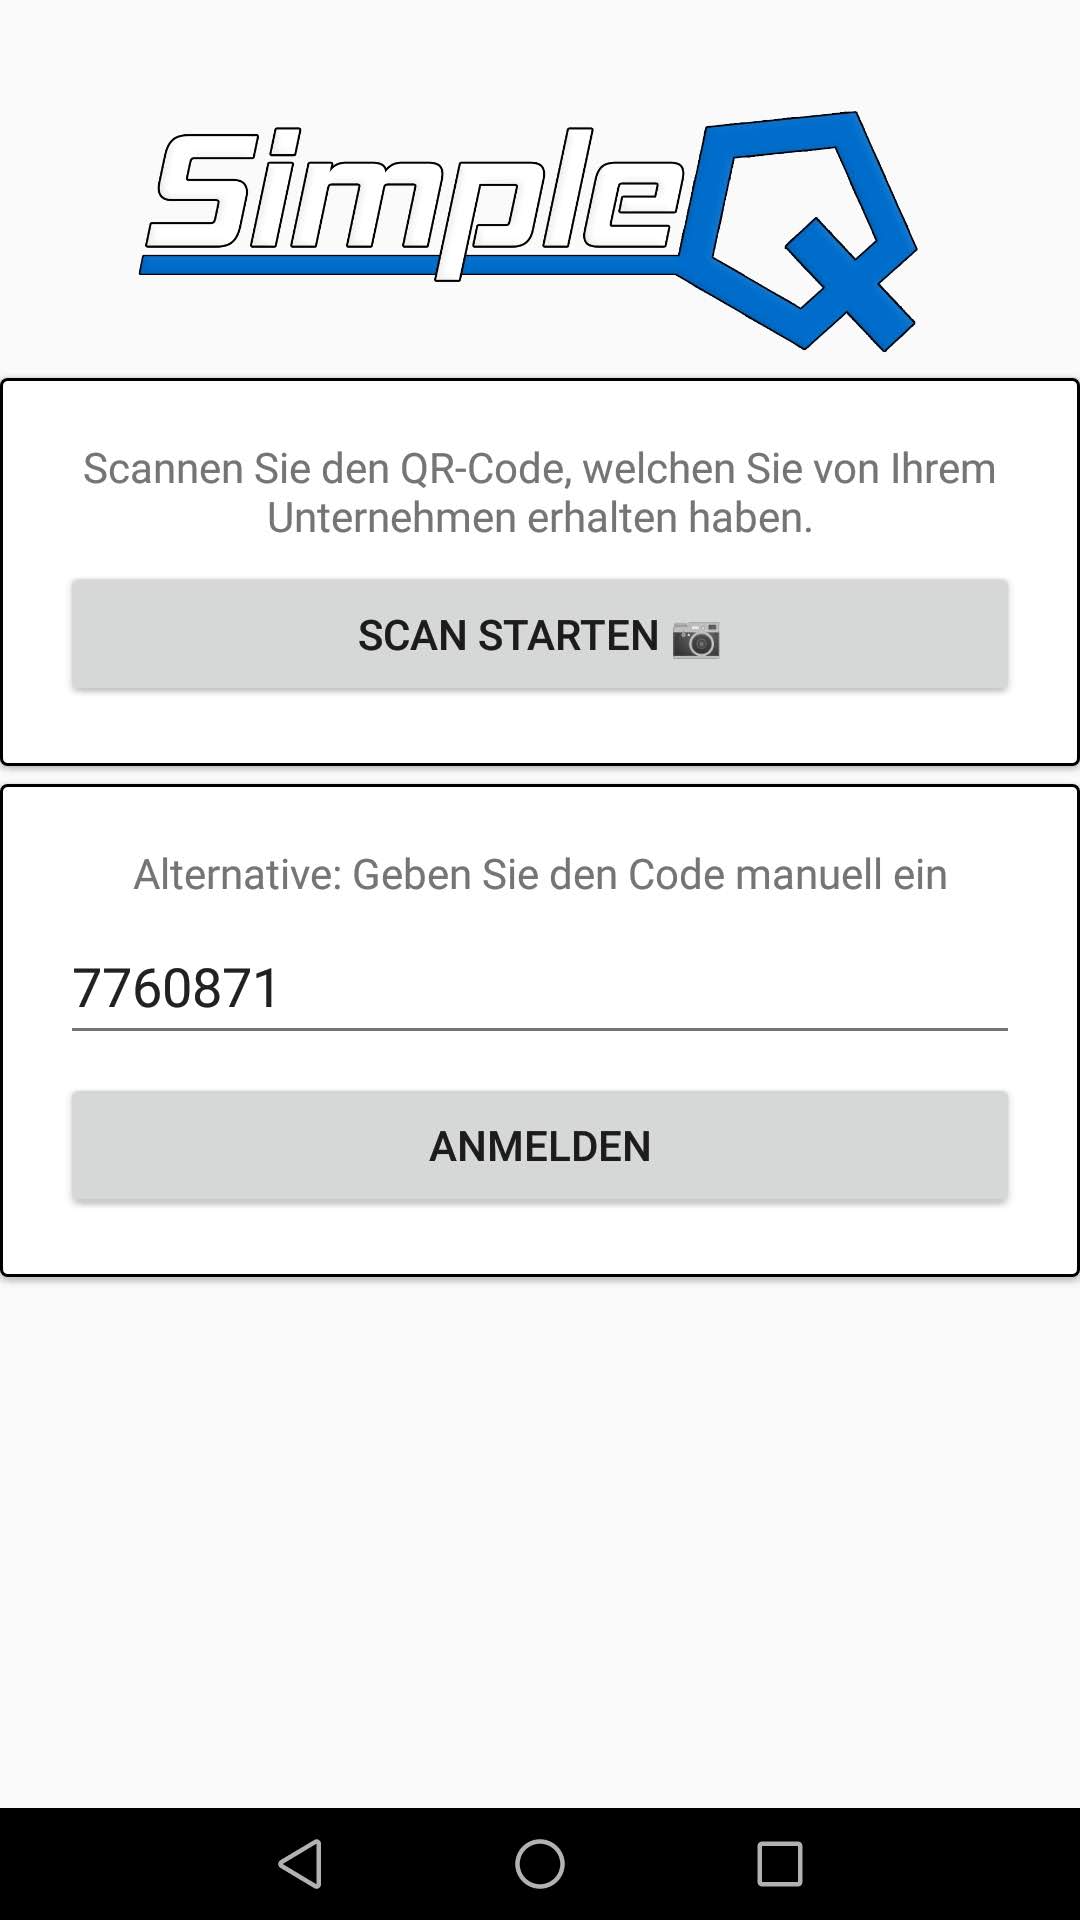 SimpleQ
Scannen Sie den QR-Code, welchen Sie von Ihrem
Unternehmen erhalten haben.
SCAN STARTEN 📷
Alternative: Geben Sie den Code manuell ein
7760871
ANMELDEN